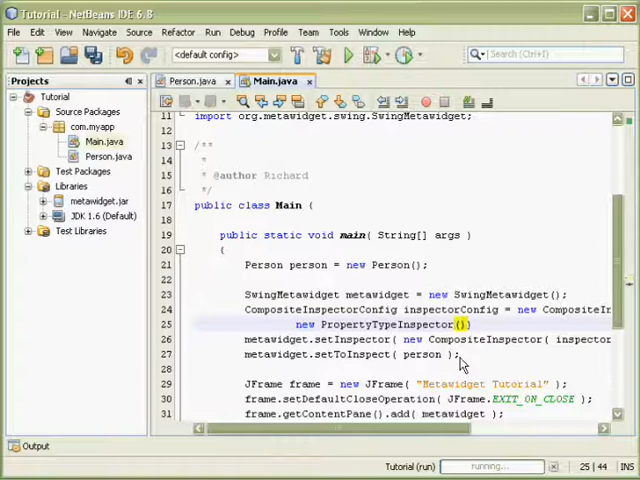 Tutorial - NetBeans IDE 6.8
File Edit View Navigate Source Refactor Run Debug Profile Team Tools Window Help
<default config>
Search (Ctrl+I)
Projects
Person.java
Main.java
Tutorial
Source Packages
com.myapp
Main.java
Person.java
Test Packages
Libraries
metawidget.jar
JDK 1.6 (Default)
Test Libraries
11 import org.metawidget.swing.SwingMetawidget;
12
13 /**
14 *
15 * @author Richard
16 */
17 public class Main {
18
19 public static void main( String[] args )
20 {
21 Person person = new Person();
22
23 SwingMetawidget metawidget = new SwingMetawidget();
24 CompositeInspectorConfig inspectorConfig = new CompositeIn
25 new PropertyTypeInspector()
26 metawidget.setInspector( new CompositeInspector( inspector
27 metawidget.setToInspect( person );
28
29 JFrame frame = new JFrame( "Metawidget Tutorial" );
30 frame.setDefaultCloseOperation( JFrame.EXIT_ON_CLOSE );
31 frame.getContentPane().add( metawidget );
Output
Tutorial (run)
running...
25 | 44
INS